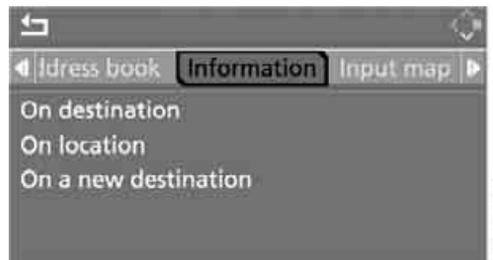 ldress book Information Input map
On destination
On location
On a new destination